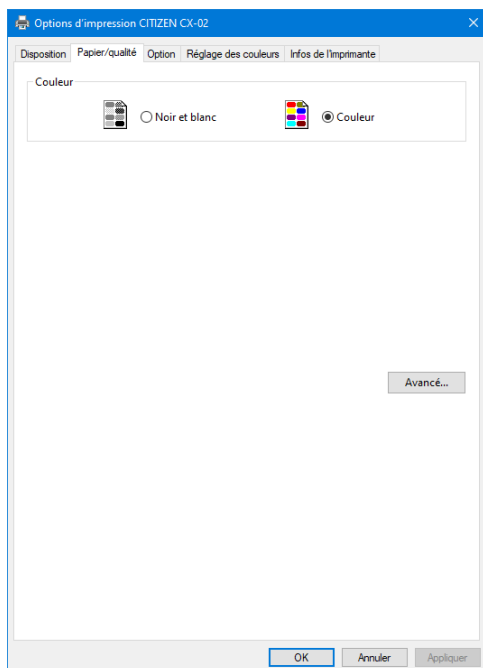 Options d'impression CITIZEN CX-02
Disposition Papier/qualité Option Réglage des couleurs Infos de l'imprimante
Couleur
Noir et blanc Couleur
Avancé...
OK Annuler Appliquer